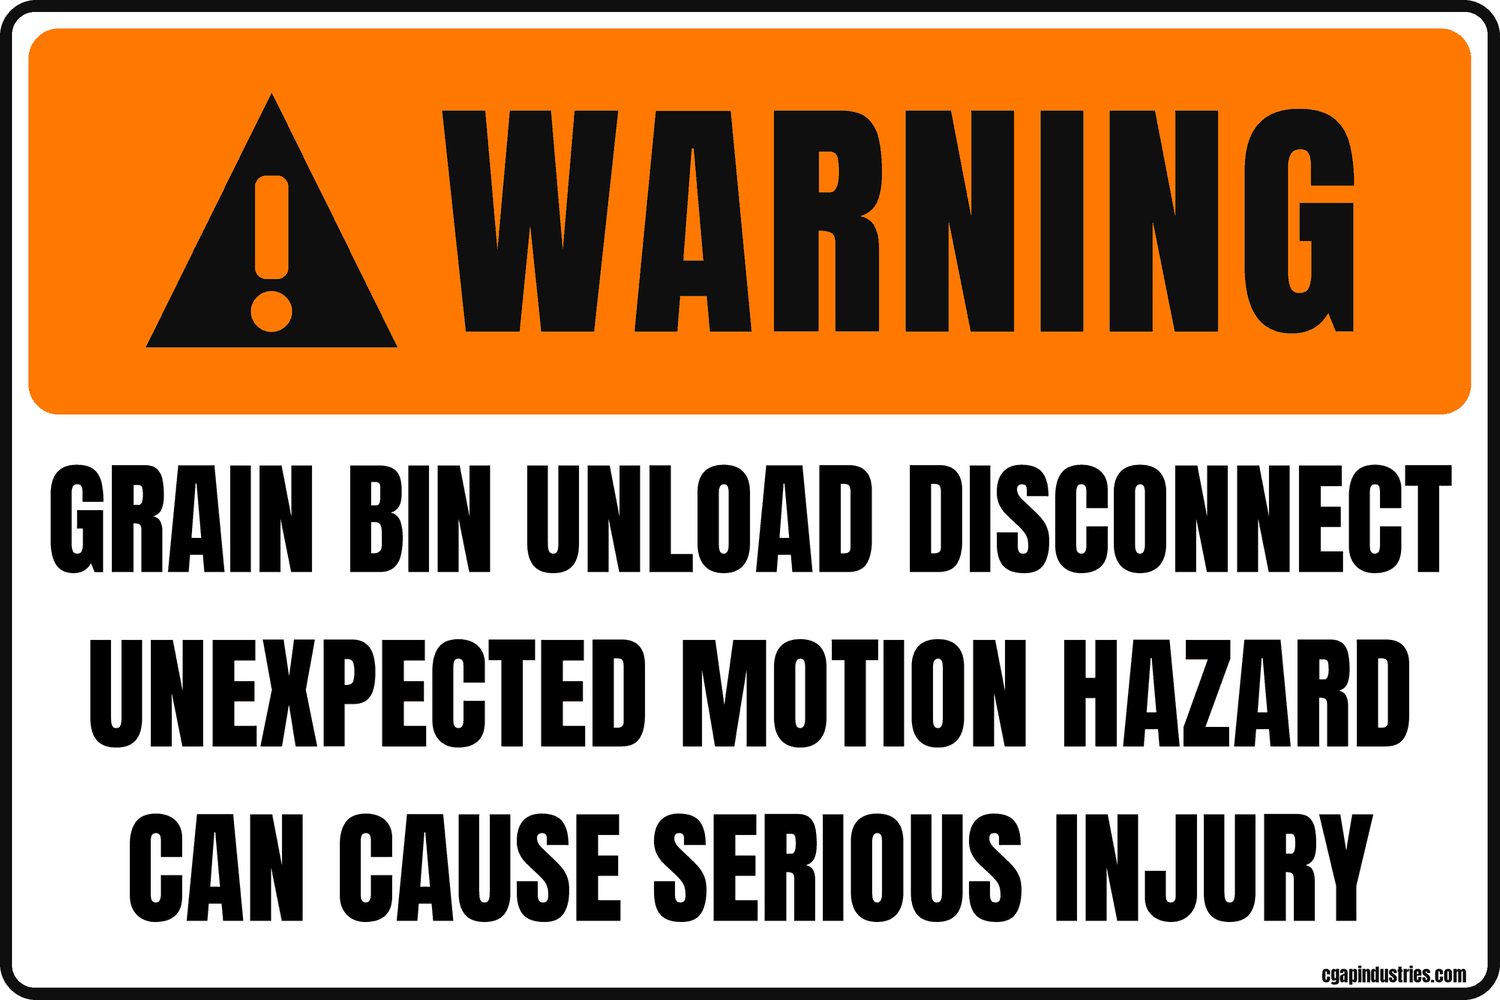 WARNING
GRAIN BIN UNLOAD DISCONNECT
UNEXPECTED MOTION HAZARD
CAN CAUSE SERIOUS INJURY
cgapindustries.com